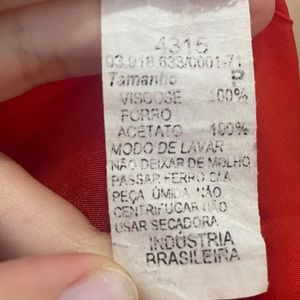 4315
03.918.633/0001-71
Tamanho P
VISCOSE 100%
FORRO
ACETATO 100%
MODO DE LAVAR
NÃO DEIXAR DE MOLHO
PASSAR FERRO C/A
PEÇA ÚMIDA NÃO
CENTRIFUGAR NÃO
USAR SECADORA
INDÚSTRIA
BRASILEIRA